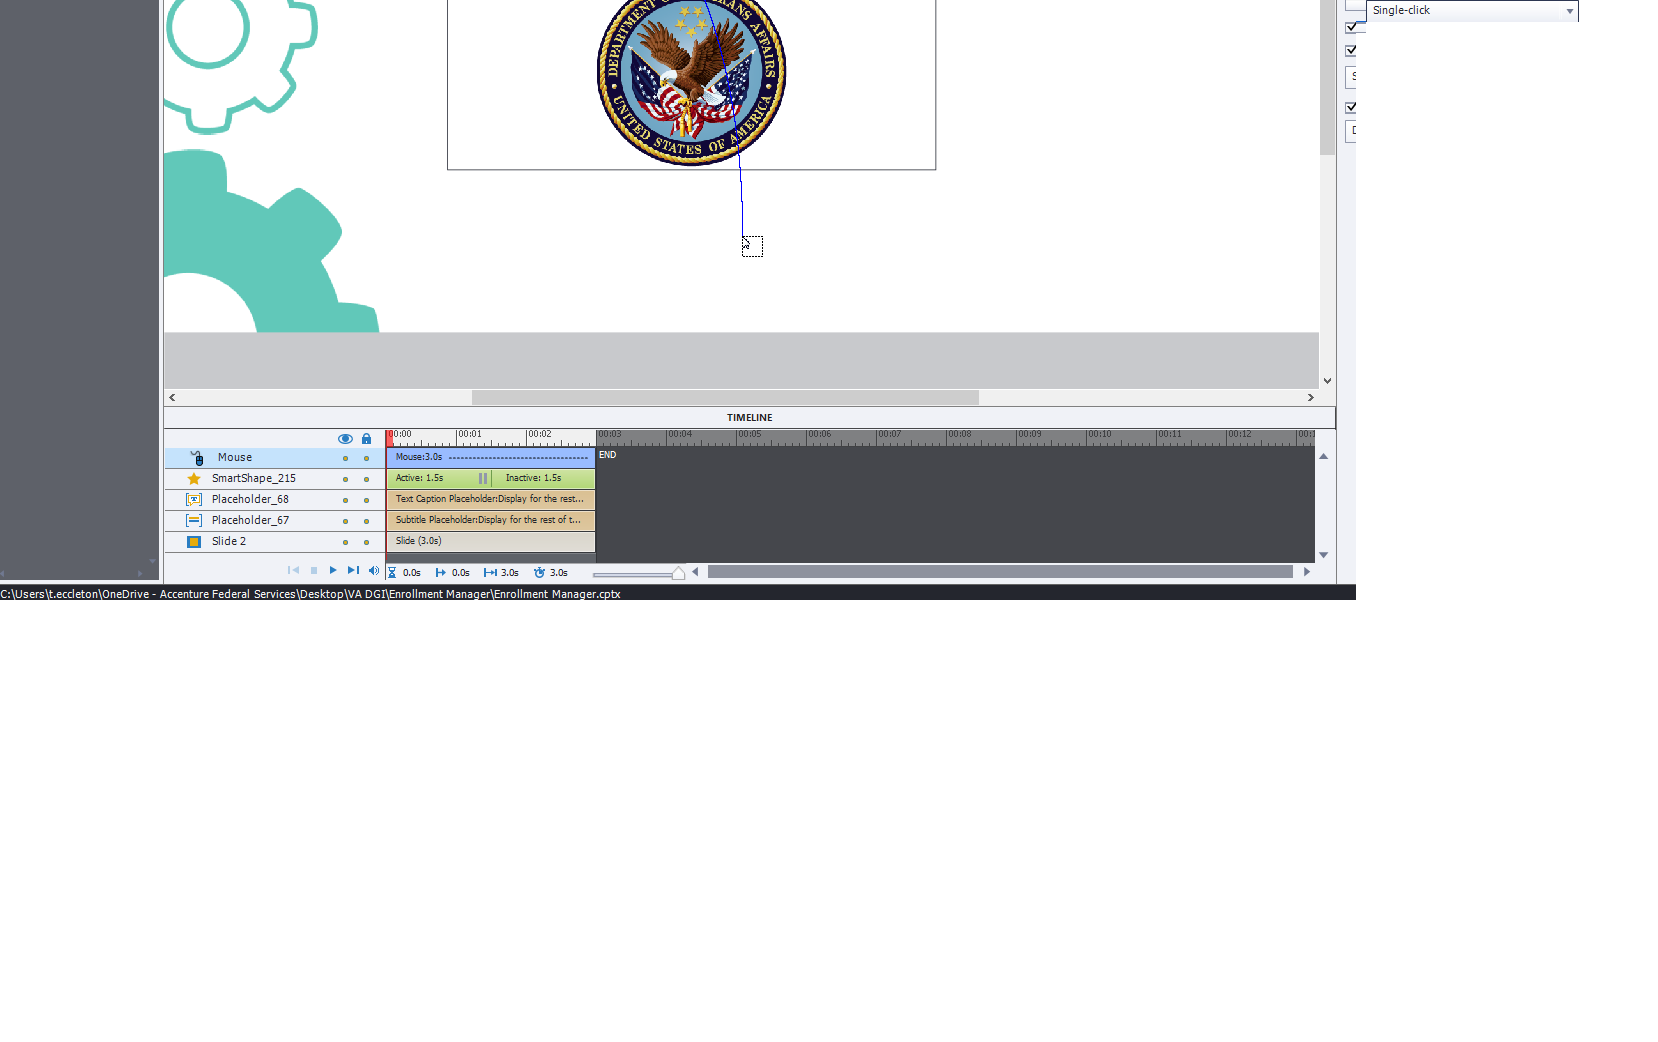 Single-click
DEPARTMENT OF VETERANS AFFAIRS
UNITED STATES OF AMERICA
S
D
TIMELINE
00:00 00:01 00:02 00:03 00:04 00:05 00:06 00:07 00:08 00:09 00:10 00:11 00:12 00:1
Mouse Mouse:3.0s END
SmartShape_215 Active: 1.5s Inactive: 1.5s
Placeholder_68 Text Caption Placeholder:Display for the rest...
Placeholder_67 Subtitle Placeholder:Display for the rest of t...
Slide 2 Slide (3.0s)
0.0s 0.0s 3.0s 3.0s
C:\Users\t.eccleton\OneDrive - Accenture Federal Services\Desktop\VA DGI\Enrollment Manager\Enrollment Manager.cptx